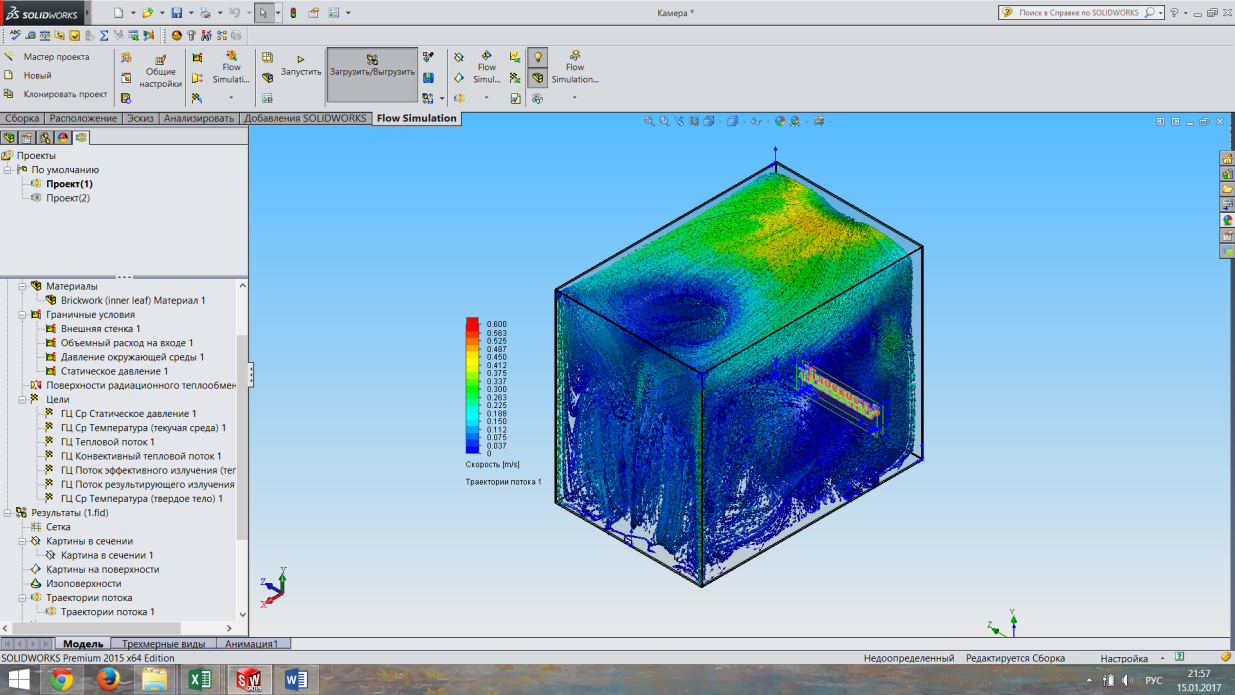 SOLIDWORKS
Камера *
Поиск в Справке по SOLIDWORKS
Мастер проекта
Новый
Клонировать проект
Общие настройки
Flow Simulati...
Запустить
Загрузить/Выгрузить
Flow Simul...
Flow Simulation...
Сборка
Расположение
Эскиз
Анализировать
Добавления SOLIDWORKS
Flow Simulation
Проекты
По умолчанию
Проект(1)
Проект(2)
Материалы
Brickwork (inner leaf) Материал 1
Граничные условия
Внешняя стенка 1
Объемный расход на входе 1
Давление окружающей среды 1
Статическое давление 1
Поверхности радиационного теплообмен
Цели
ГЦ Ср Статическое давление 1
ГЦ Ср Температура (текучая среда) 1
ГЦ Тепловой поток 1
ГЦ Конвективный тепловой поток 1
ГЦ Поток эффективного излучения (тег
ГЦ Поток результирующего излучения
ГЦ Ср Температура (твердое тело) 1
Результаты (1.fld)
Сетка
Картины в сечении
Картина в сечении 1
Картины на поверхности
Изоповерхности
Траектории потока
Траектории потока 1
0.600
0.563
0.525
0.487
0.450
0.412
0.375
0.337
0.300
0.263
0.225
0.188
0.150
0.112
0.075
0.037
0
Скорость [m/s]
Траектории потока 1
Y
Z
X
Y
Z
Модель
Трехмерные виды
Анимация1
SOLIDWORKS Premium 2015 x64 Edition
Недоопределенный
Редактируется Сборка
Настройка
РУС
21:57
15.01.2017